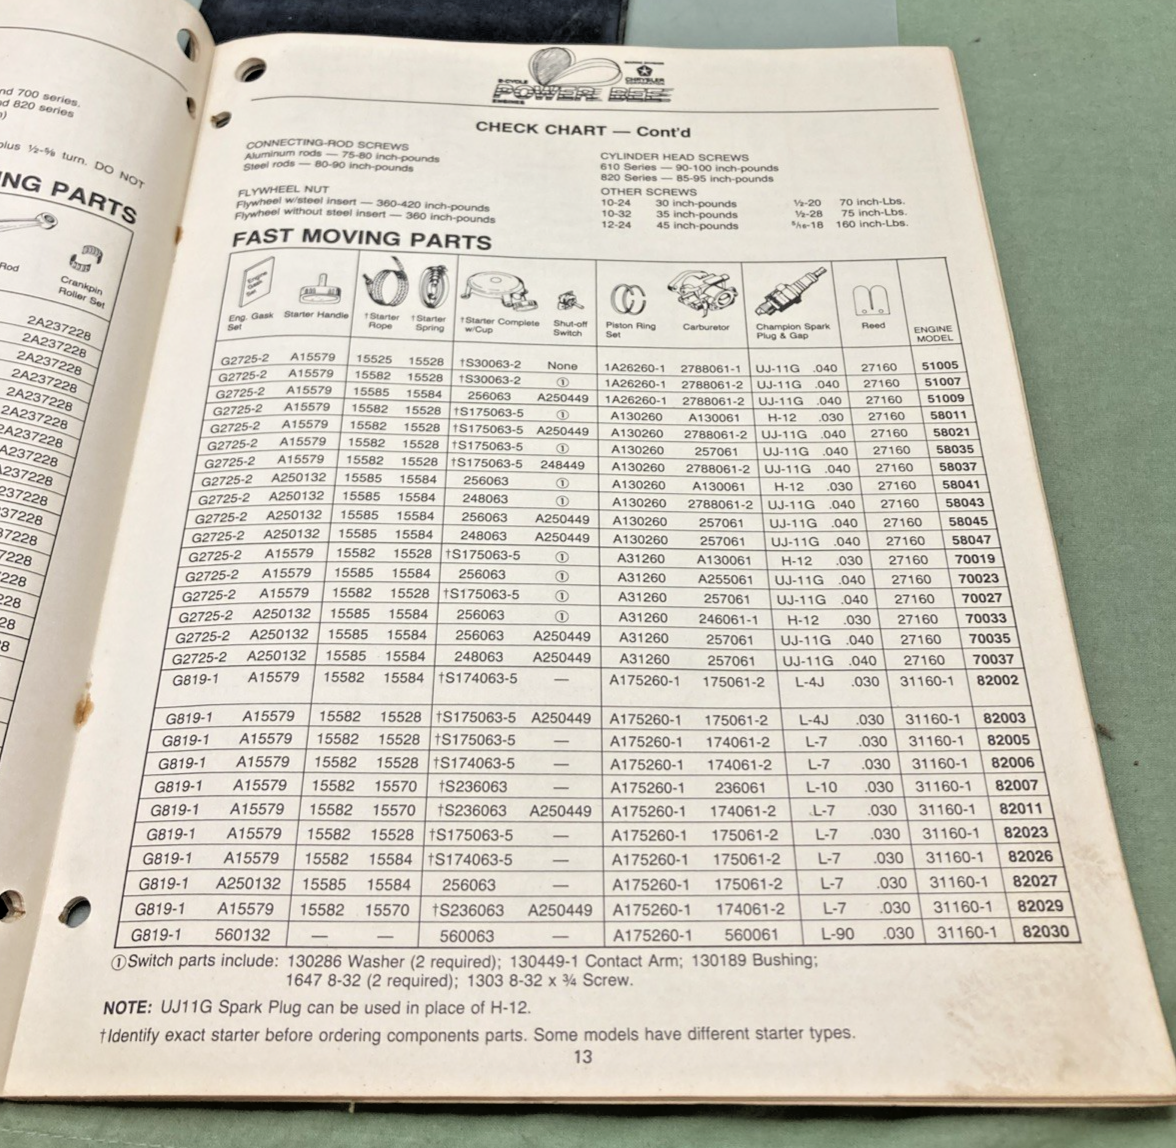 nd 700 series.
nd 820 series
plus ½-⅝ turn. DO NOT
NG PARTS
Rod
Crankpin
Roller Set
2A237228
2A237228
2A237228
2A237228
2A237228
2A237228
2A237228
A237228
A237228
237228
37228
37228
7228
228
228
28
8
B-CYCLE
ENGINES
POWER BEE
CHRYSLER
CHECK CHART — Cont'd
CONNECTING-ROD SCREWS
Aluminum rods — 75-80 inch-pounds
Steel rods — 80-90 inch-pounds
FLYWHEEL NUT
Flywheel w/steel insert — 360-420 inch-pounds
Flywheel without steel insert — 360 inch-pounds
CYLINDER HEAD SCREWS
610 Series — 90-100 inch-pounds
820 Series — 85-95 inch-pounds
OTHER SCREWS
10-24 30 inch-pounds ½-20 70 inch-Lbs.
10-32 35 inch-pounds ½-28 75 inch-Lbs.
12-24 45 inch-pounds 5/16-18 160 inch-Lbs.
FAST MOVING PARTS
Eng. Gask Set Starter Handle †Starter Rope †Starter Spring †Starter Complete w/Cup Shut-off Switch Piston Ring Set Carburetor Champion Spark Plug & Gap Reed ENGINE MODEL
G2725-2 A15579 15525 15528 †S30063-2 None 1A26260-1 2788061-1 UJ-11G .040 27160 51005
G2725-2 A15579 15582 15528 †S30063-2 ① 1A26260-1 2788061-2 UJ-11G .040 27160 51007
G2725-2 A15579 15585 15584 256063 A250449 1A26260-1 2788061-2 UJ-11G .040 27160 51009
G2725-2 A15579 15582 15528 †S175063-5 ① A130260 A130061 H-12 .030 27160 58011
G2725-2 A15579 15582 15528 †S175063-5 A250449 A130260 2788061-2 UJ-11G .040 27160 58021
G2725-2 A15579 15582 15528 †S175063-5 ① A130260 257061 UJ-11G .040 27160 58035
G2725-2 A15579 15582 15528 †S175063-5 248449 A130260 2788061-2 UJ-11G .040 27160 58037
G2725-2 A250132 15585 15584 256063 ① A130260 A130061 H-12 .030 27160 58041
G2725-2 A250132 15585 15584 248063 ① A130260 2788061-2 UJ-11G .040 27160 58043
G2725-2 A250132 15585 15584 256063 A250449 A130260 257061 UJ-11G .040 27160 58045
G2725-2 A250132 15585 15584 248063 A250449 A130260 257061 UJ-11G .040 27160 58047
G2725-2 A15579 15582 15528 †S175063-5 ① A31260 A130061 H-12 .030 27160 70019
G2725-2 A15579 15585 15584 256063 ① A31260 A255061 UJ-11G .040 27160 70023
G2725-2 A15579 15582 15528 †S175063-5 ① A31260 257061 UJ-11G .040 27160 70027
G2725-2 A250132 15585 15584 256063 ① A31260 246061-1 H-12 .030 27160 70033
G2725-2 A250132 15585 15584 256063 A250449 A31260 257061 UJ-11G .040 27160 70035
G2725-2 A250132 15585 15584 248063 A250449 A31260 257061 UJ-11G .040 27160 70037
G819-1 A15579 15582 15584 †S174063-5 — A175260-1 175061-2 L-4J .030 31160-1 82002
G819-1 A15579 15582 15528 †S175063-5 A250449 A175260-1 175061-2 L-4J .030 31160-1 82003
G819-1 A15579 15582 15528 †S175063-5 — A175260-1 174061-2 L-7 .030 31160-1 82005
G819-1 A15579 15582 15528 †S174063-5 — A175260-1 174061-2 L-7 .030 31160-1 82006
G819-1 A15579 15582 15570 †S236063 — A175260-1 236061 L-10 .030 31160-1 82007
G819-1 A15579 15582 15570 †S236063 A250449 A175260-1 174061-2 L-7 .030 31160-1 82011
G819-1 A15579 15582 15528 †S175063-5 — A175260-1 175061-2 L-7 .030 31160-1 82023
G819-1 A15579 15582 15584 †S174063-5 — A175260-1 175061-2 L-7 .030 31160-1 82026
G819-1 A250132 15585 15584 256063 — A175260-1 175061-2 L-7 .030 31160-1 82027
G819-1 A15579 15582 15570 †S236063 A250449 A175260-1 174061-2 L-7 .030 31160-1 82029
G819-1 560132 — — 560063 — A175260-1 560061 L-90 .030 31160-1 82030
①Switch parts include: 130286 Washer (2 required); 130449-1 Contact Arm; 130189 Bushing;
1647 8-32 (2 required); 1303 8-32 x ¾ Screw.
NOTE: UJ11G Spark Plug can be used in place of H-12.
†Identify exact starter before ordering components parts. Some models have different starter types.
13